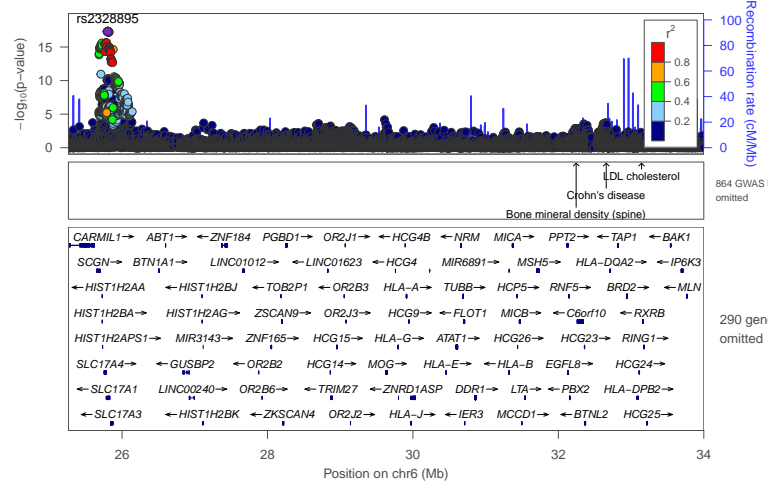 rs2328895
−log10(p−value)
0
5
10
15
Recombination rate (cM/Mb)
0
20
40
60
80
100
r2
0.8
0.6
0.4
0.2
LDL cholesterol
Crohn's disease
Bone mineral density (spine)
864 GWAS
omitted
CARMIL1→ ABT1→ ←ZNF184 PGBD1→ OR2J1→ ←HCG4B ←NRM MICA→ PPT2→ ←TAP1 ←BAK1
SCGN→ BTN1A1→ LINC01012→ ←LINC01623 ←HCG4 MIR6891→ MSH5→ HLA−DQA2→ ←IP6K3
←HIST1H2AA ←HIST1H2BJ ←TOB2P1 ←OR2B3 HLA−A→ TUBB→ HCP5→ RNF5→ BRD2→ ←MLN
←HIST1H2BA HIST1H2AG→ ZSCAN9→ OR2J3→ HCG9→ ←FLOT1 MICB→ ←C6orf10 ←RXRB
HIST1H2APS1→ MIR3143→ ZNF165→ HCG15→ HLA−G→ ATAT1→ HCG26→ HCG23→ RING1→
SLC17A4→ ←GUSBP2 ←OR2B2 HCG14→ MOG→ HLA−E→ ←HLA−B EGFL8→ HCG24→
←SLC17A1 LINC00240→ OR2B6→ ←TRIM27 ←ZNRD1ASP DDR1→ LTA→ ←PBX2 HLA−DPB2→
←SLC17A3 ←HIST1H2BK ←ZKSCAN4 OR2J2→ HLA−J→ ←IER3 MCCD1→ ←BTNL2 HCG25→
290 gen
omitted
26
28
30
32
34
Position on chr6 (Mb)